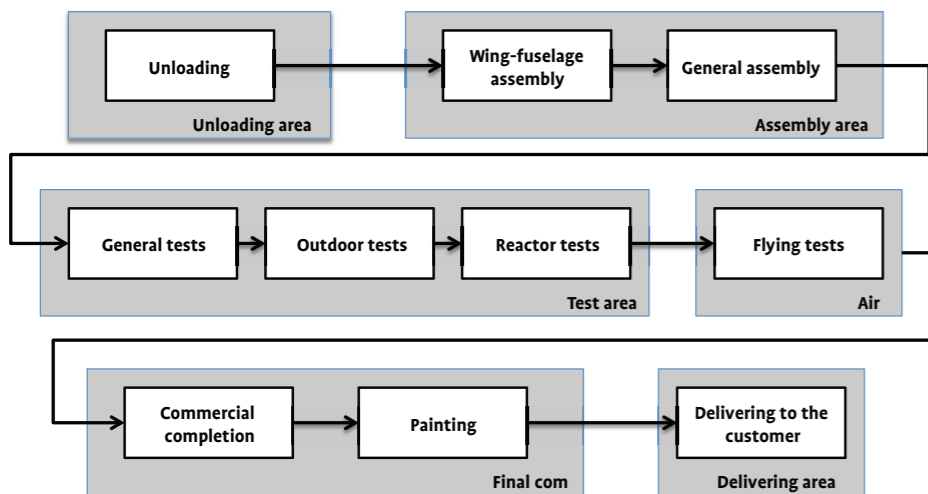 Unloading
Unloading area
Wing-fuselage
assembly
General assembly
Assembly area
General tests
Outdoor tests
Reactor tests
Test area
Flying tests
Air
Commercial
completion
Painting
Final com
Delivering to the
customer
Delivering area